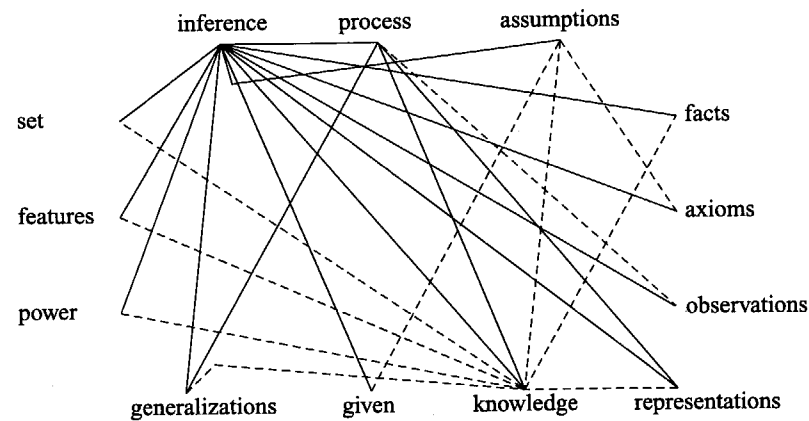 inference process assumptions
set
facts
features
axioms
power
observations
generalizations given knowledge representations